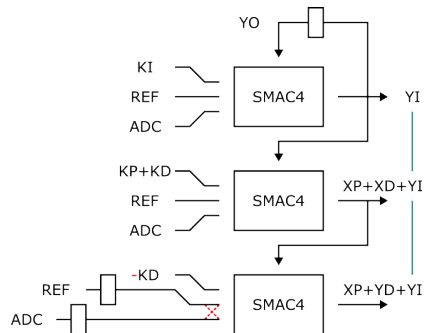 YO
KI
REF
ADC
SMAC4
YI
KP+KD
REF
ADC
SMAC4
XP+XD+YI
-KD
REF
ADC
SMAC4
XP+YD+YI